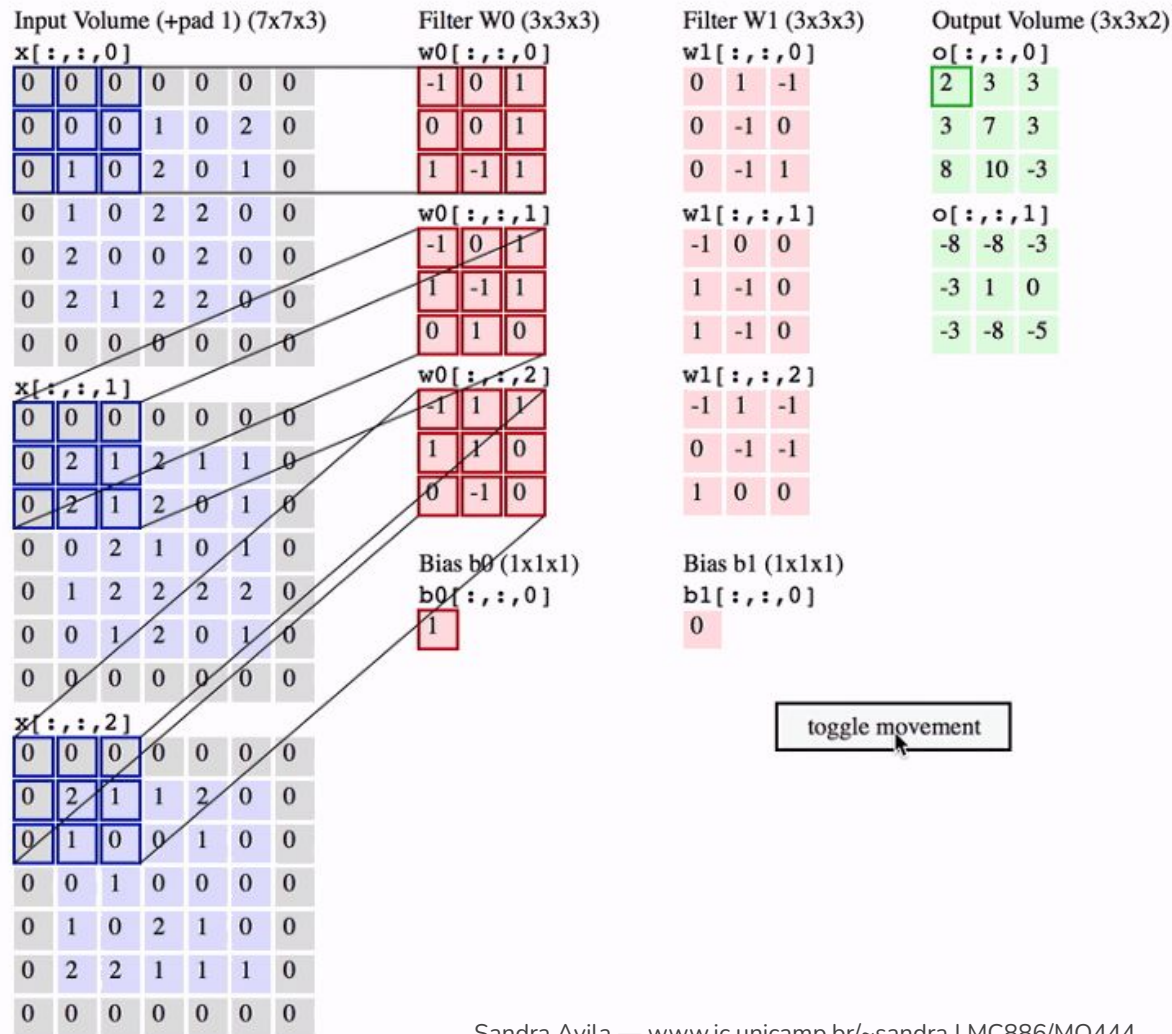 Input Volume (+pad 1) (7x7x3)
x[:,:,0]
0 0 0 0 0 0 0
0 0 0 1 0 2 0
0 1 0 2 0 1 0
0 1 0 2 2 0 0
0 2 0 0 2 0 0
0 2 1 2 2 0 0
0 0 0 0 0 0 0
x[:,:,1]
0 0 0 0 0 0 0
0 2 1 2 1 1 0
0 2 1 2 0 1 0
0 0 2 1 0 1 0
0 1 2 2 2 2 0
0 0 1 2 0 1 0
0 0 0 0 0 0 0
x[:,:,2]
0 0 0 0 0 0 0
0 2 1 1 2 0 0
0 1 0 0 1 0 0
0 0 1 0 0 0 0
0 1 0 2 1 0 0
0 2 2 1 1 1 0
0 0 0 0 0 0 0
Filter W0 (3x3x3)
w0[:,:,0]
-1 0 1
0 0 1
1 -1 1
w0[:,:,1]
-1 0 1
1 -1 1
0 1 0
w0[:,:,2]
-1 1 1
1 1 0
0 -1 0
Bias b0 (1x1x1)
b0[:,:,0]
1
Filter W1 (3x3x3)
w1[:,:,0]
0 1 -1
0 -1 0
0 -1 1
w1[:,:,1]
-1 0 0
1 -1 0
1 -1 0
w1[:,:,2]
-1 1 -1
0 -1 -1
1 0 0
Bias b1 (1x1x1)
b1[:,:,0]
0
Output Volume (3x3x2)
o[:,:,0]
2 3 3
3 7 3
8 10 -3
o[:,:,1]
-8 -8 -3
-3 1 0
-3 -8 -5
toggle movement
Sandra Avila — www.ic.unicamp.br/~sandra | MC886/MO444